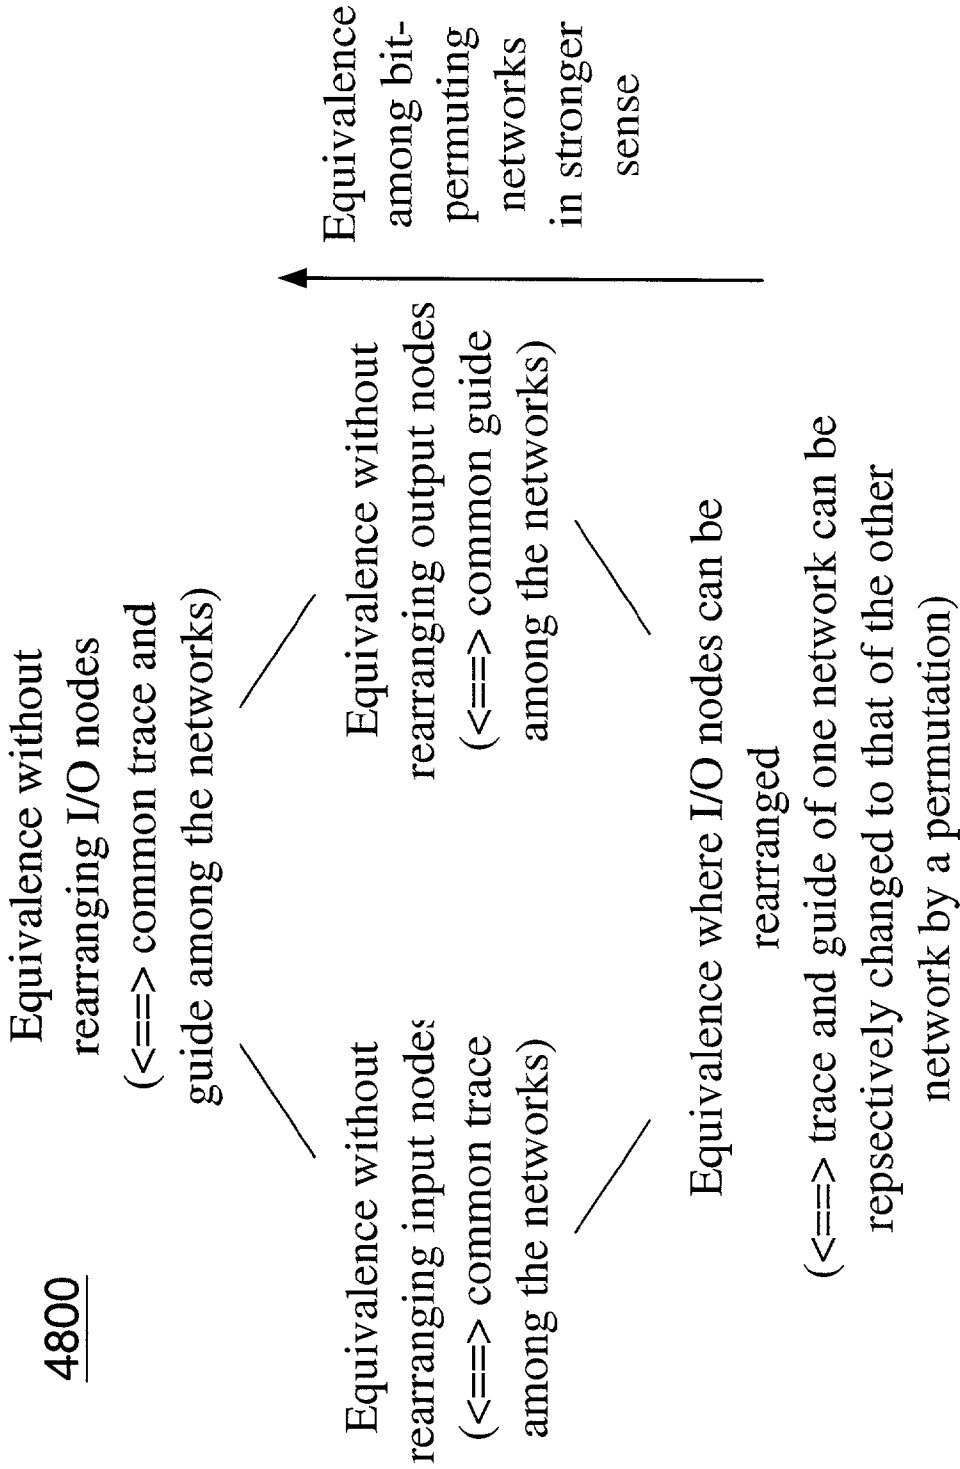 4800
Equivalence without
rearranging I/O nodes
(<==> common trace and
guide among the networks)
Equivalence without
rearranging input nodes
(<==> common trace
among the networks)
Equivalence without
rearranging output nodes
(<==> common guide
among the networks)
Equivalence
among bit-
permuting
networks
in stronger
sense
Equivalence where I/O nodes can be
rearranged
(<==> trace and guide of one network can be
repsectively changed to that of the other
network by a permutation)